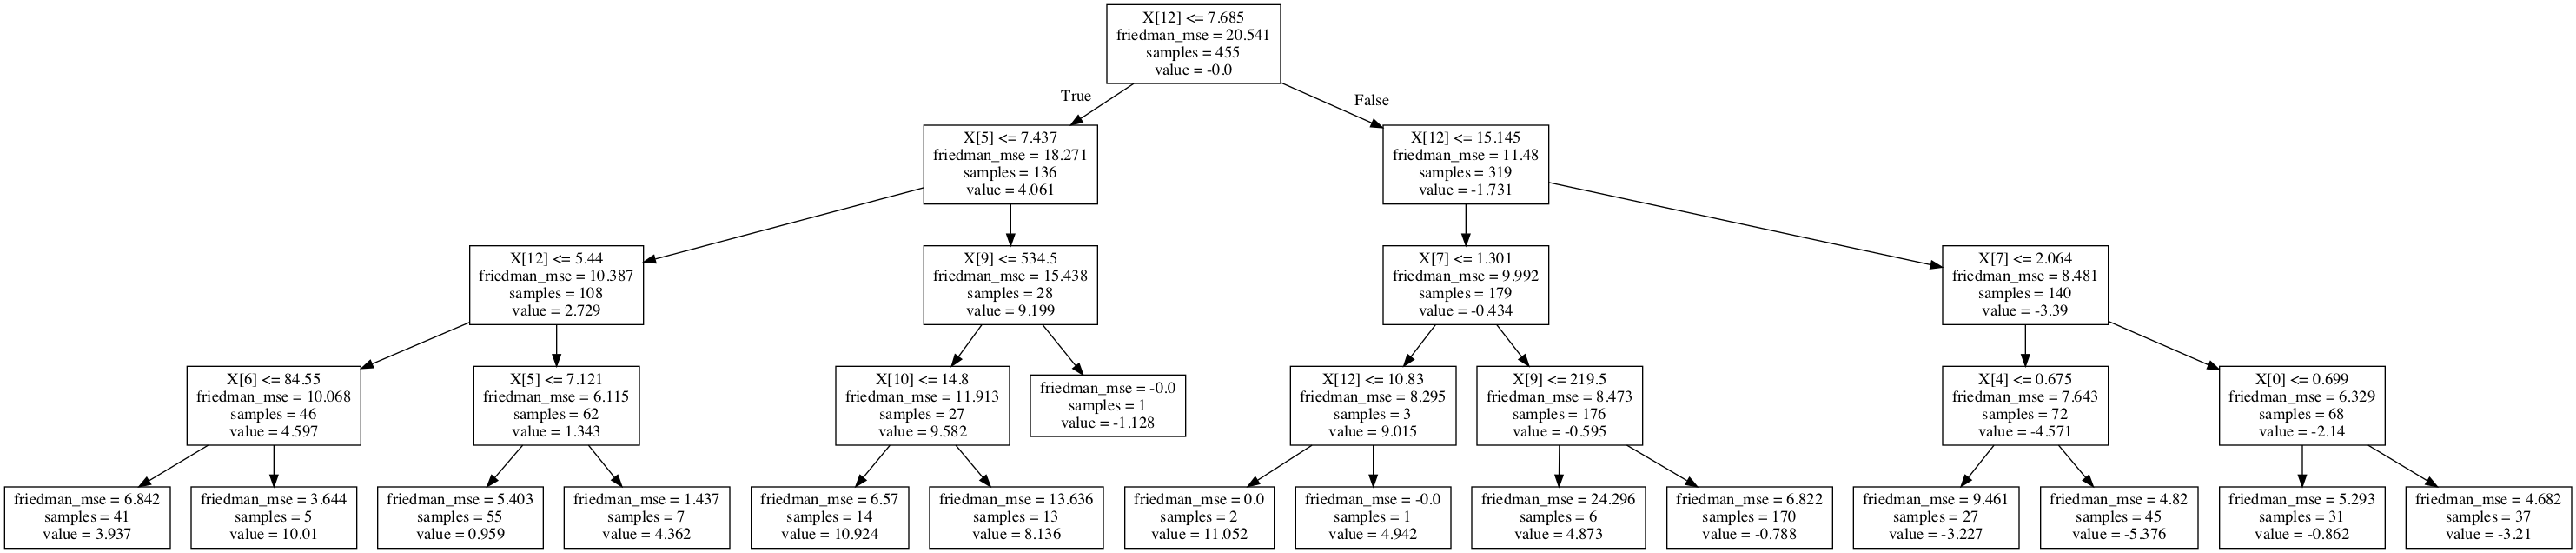 X[12] <= 7.685
friedman_mse = 20.541
samples = 455
value = -0.0
True
False
X[5] <= 7.437
friedman_mse = 18.271
samples = 136
value = 4.061
X[12] <= 15.145
friedman_mse = 11.48
samples = 319
value = -1.731
X[12] <= 5.44
friedman_mse = 10.387
samples = 108
value = 2.729
X[9] <= 534.5
friedman_mse = 15.438
samples = 28
value = 9.199
X[7] <= 1.301
friedman_mse = 9.992
samples = 179
value = -0.434
X[7] <= 2.064
friedman_mse = 8.481
samples = 140
value = -3.39
X[6] <= 84.55
friedman_mse = 10.068
samples = 46
value = 4.597
X[5] <= 7.121
friedman_mse = 6.115
samples = 62
value = 1.343
X[10] <= 14.8
friedman_mse = 11.913
samples = 27
value = 9.582
friedman_mse = -0.0
samples = 1
value = -1.128
X[12] <= 10.83
friedman_mse = 8.295
samples = 3
value = 9.015
X[9] <= 219.5
friedman_mse = 8.473
samples = 176
value = -0.595
X[4] <= 0.675
friedman_mse = 7.643
samples = 72
value = -4.571
X[0] <= 0.699
friedman_mse = 6.329
samples = 68
value = -2.14
friedman_mse = 6.842
samples = 41
value = 3.937
friedman_mse = 3.644
samples = 5
value = 10.01
friedman_mse = 5.403
samples = 55
value = 0.959
friedman_mse = 1.437
samples = 7
value = 4.362
friedman_mse = 6.57
samples = 14
value = 10.924
friedman_mse = 13.636
samples = 13
value = 8.136
friedman_mse = 0.0
samples = 2
value = 11.052
friedman_mse = -0.0
samples = 1
value = 4.942
friedman_mse = 24.296
samples = 6
value = 4.873
friedman_mse = 6.822
samples = 170
value = -0.788
friedman_mse = 9.461
samples = 27
value = -3.227
friedman_mse = 4.82
samples = 45
value = -5.376
friedman_mse = 5.293
samples = 31
value = -0.862
friedman_mse = 4.682
samples = 37
value = -3.21